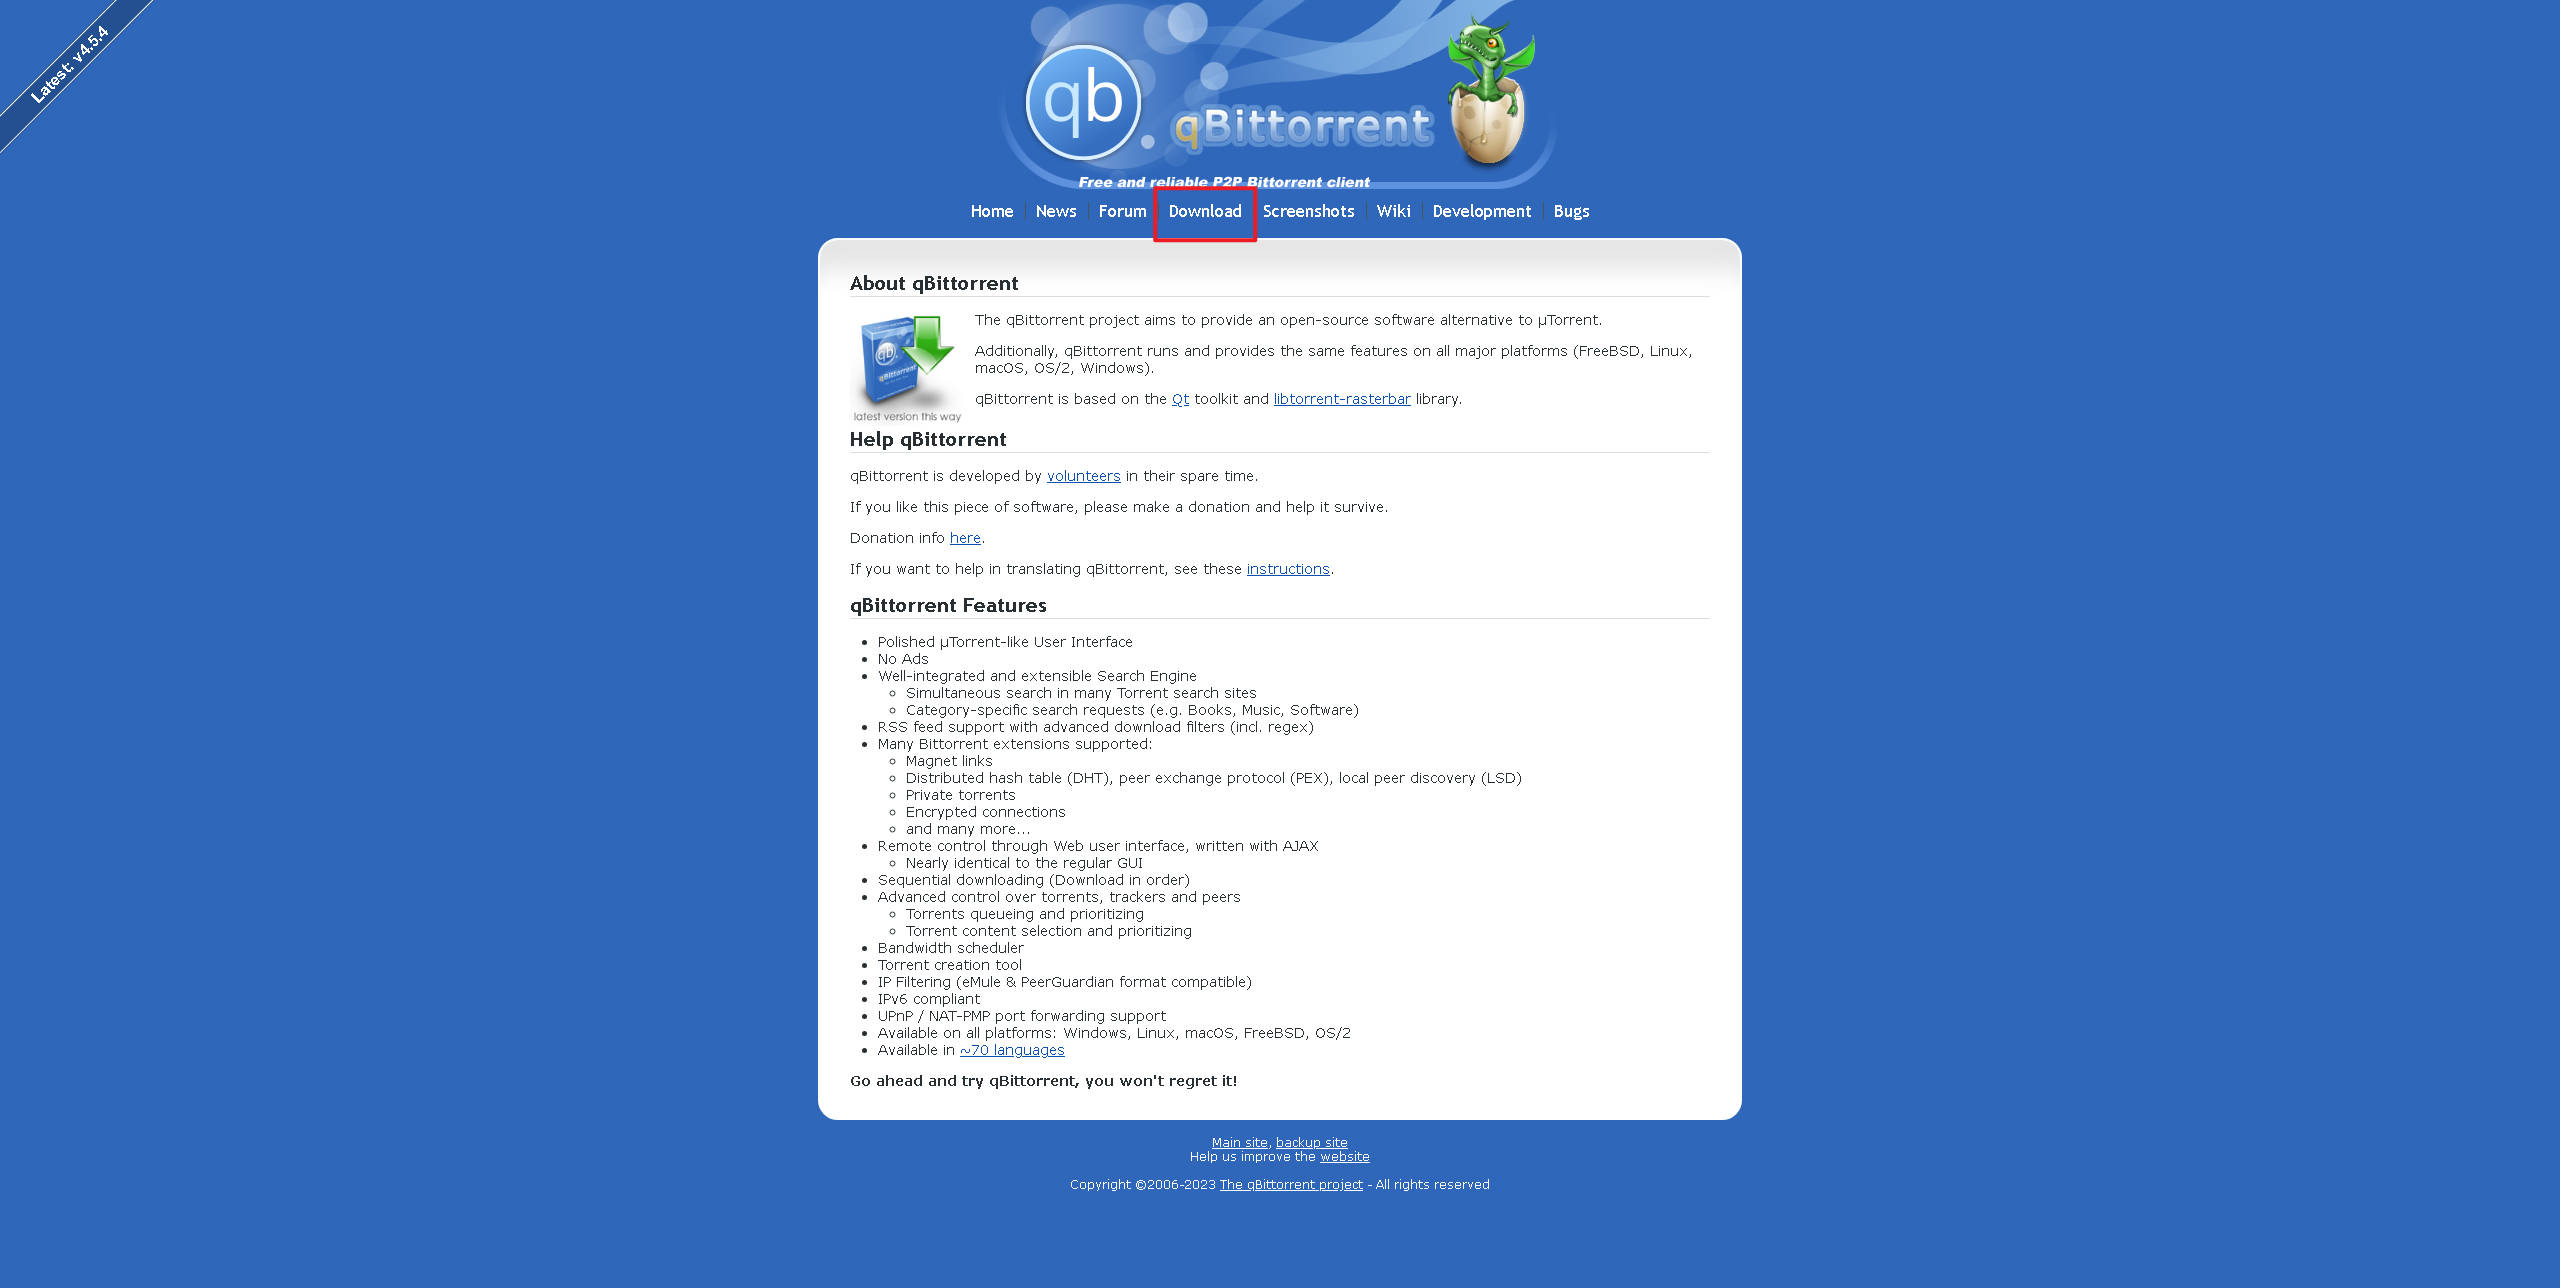 Latest: v4.5.4
qb
qBittorrent
Free and reliable P2P Bittorrent client
Home News Forum Download Screenshots Wiki Development Bugs
About qBittorrent
qb
qBittorrent
latest version this way
The qBittorrent project aims to provide an open-source software alternative to µTorrent.
Additionally, qBittorrent runs and provides the same features on all major platforms (FreeBSD, Linux,
macOS, OS/2, Windows).
qBittorrent is based on the Qt toolkit and libtorrent-rasterbar library.
Help qBittorrent
qBittorrent is developed by volunteers in their spare time.
If you like this piece of software, please make a donation and help it survive.
Donation info here.
If you want to help in translating qBittorrent, see these instructions.
qBittorrent Features
• Polished µTorrent-like User Interface
• No Ads
• Well-integrated and extensible Search Engine
◦ Simultaneous search in many Torrent search sites
◦ Category-specific search requests (e.g. Books, Music, Software)
• RSS feed support with advanced download filters (incl. regex)
• Many Bittorrent extensions supported:
◦ Magnet links
◦ Distributed hash table (DHT), peer exchange protocol (PEX), local peer discovery (LSD)
◦ Private torrents
◦ Encrypted connections
◦ and many more...
• Remote control through Web user interface, written with AJAX
◦ Nearly identical to the regular GUI
• Sequential downloading (Download in order)
• Advanced control over torrents, trackers and peers
◦ Torrents queueing and prioritizing
◦ Torrent content selection and prioritizing
• Bandwidth scheduler
• Torrent creation tool
• IP Filtering (eMule & PeerGuardian format compatible)
• IPv6 compliant
• UPnP / NAT-PMP port forwarding support
• Available on all platforms: Windows, Linux, macOS, FreeBSD, OS/2
• Available in ~70 languages
Go ahead and try qBittorrent, you won't regret it!
Main site, backup site
Help us improve the website
Copyright ©2006-2023 The qBittorrent project - All rights reserved